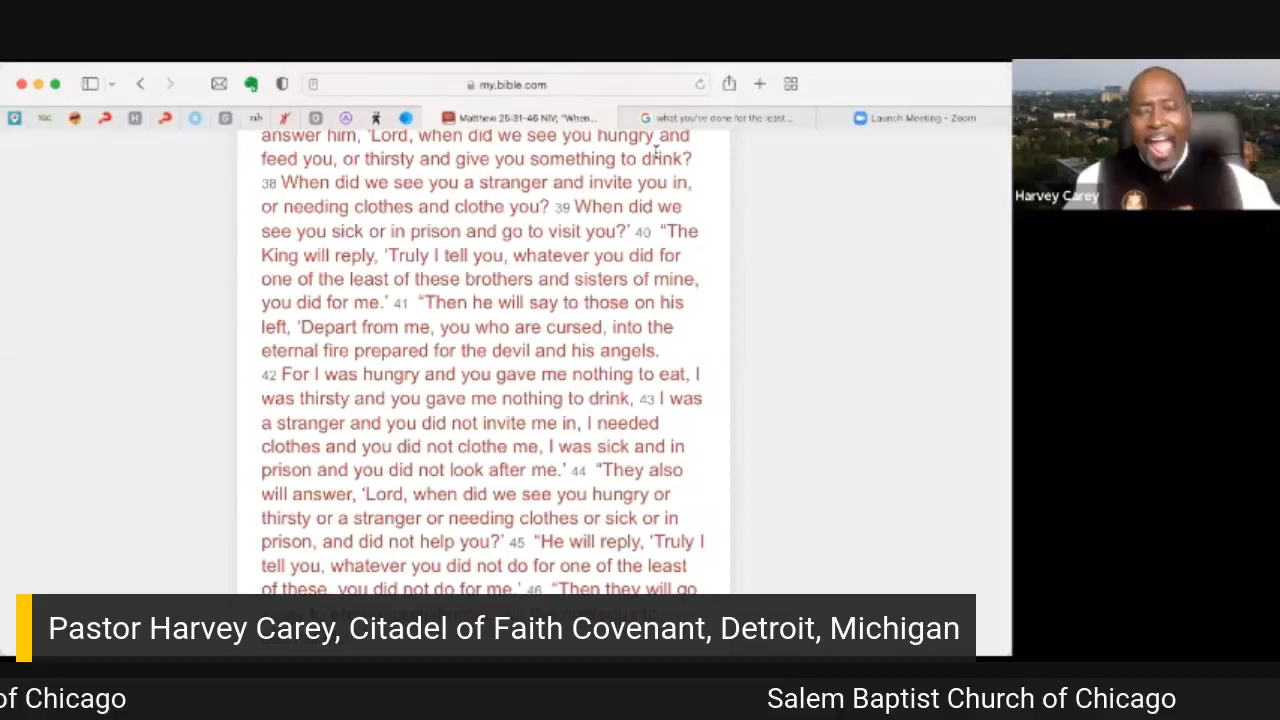 my.bible.com
Matthew 25:31-46 NIV; "When...
what you've done for the least...
Launch Meeting - Zoom
answer him, 'Lord, when did we see you hungry and
feed you, or thirsty and give you something to drink?
38 When did we see you a stranger and invite you in,
or needing clothes and clothe you? 39 When did we
see you sick or in prison and go to visit you?' 40 "The
King will reply, 'Truly I tell you, whatever you did for
one of the least of these brothers and sisters of mine,
you did for me.' 41 "Then he will say to those on his
left, 'Depart from me, you who are cursed, into the
eternal fire prepared for the devil and his angels.
42 For I was hungry and you gave me nothing to eat, I
was thirsty and you gave me nothing to drink, 43 I was
a stranger and you did not invite me in, I needed
clothes and you did not clothe me, I was sick and in
prison and you did not look after me.' 44 "They also
will answer, 'Lord, when did we see you hungry or
thirsty or a stranger or needing clothes or sick or in
prison, and did not help you?' 45 "He will reply, 'Truly I
tell you, whatever you did not do for one of the least
of these, you did not do for me.' 46 "Then they will go
Harvey Carey
Pastor Harvey Carey, Citadel of Faith Covenant, Detroit, Michigan
of Chicago
Salem Baptist Church of Chicago